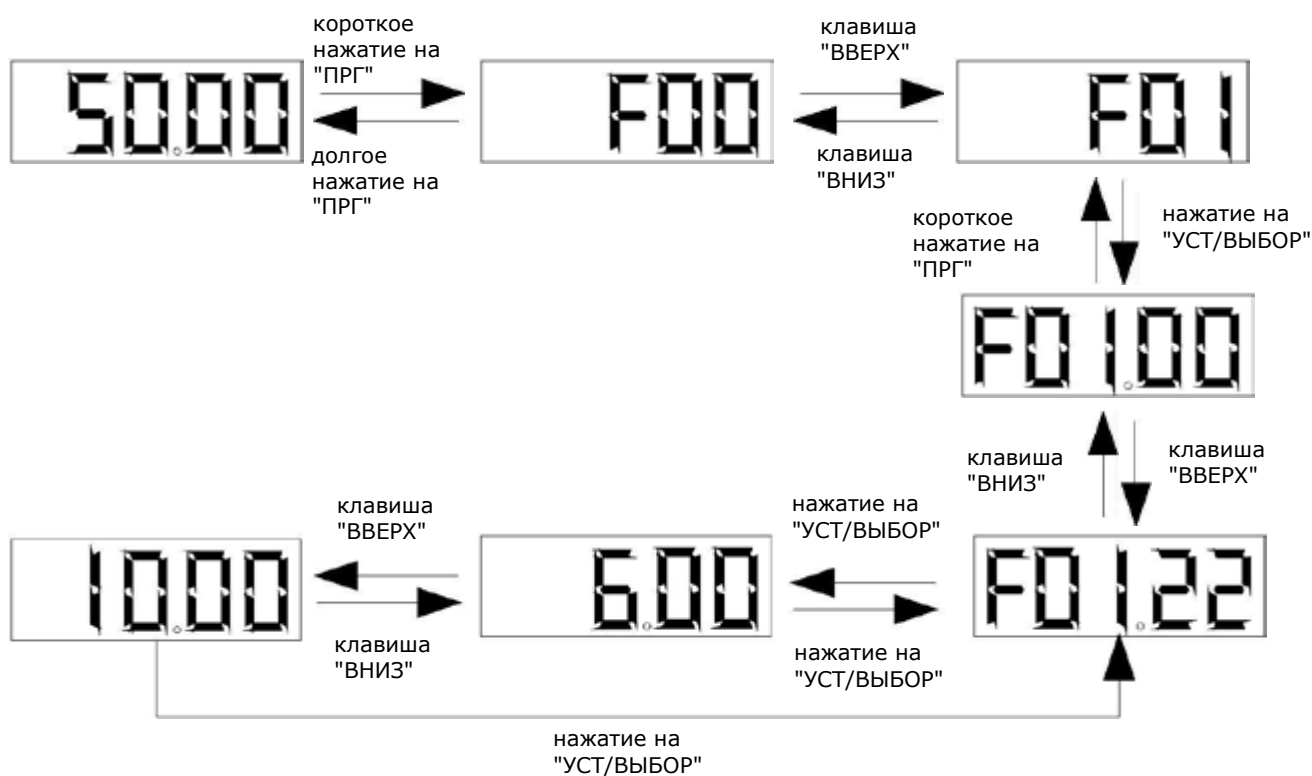 короткое
нажатие на
"ПРГ"
клавиша
"ВВЕРХ"
50.00
F00
F01
долгое
нажатие на
"ПРГ"
клавиша
"ВНИЗ"
короткое
нажатие на
"ПРГ"
нажатие на
"УСТ/ВЫБОР"
F01.00
клавиша
"ВНИЗ"
клавиша
"ВВЕРХ"
клавиша
"ВВЕРХ"
нажатие на
"УСТ/ВЫБОР"
10.00
6.00
F01.22
клавиша
"ВНИЗ"
нажатие на
"УСТ/ВЫБОР"
нажатие на
"УСТ/ВЫБОР"